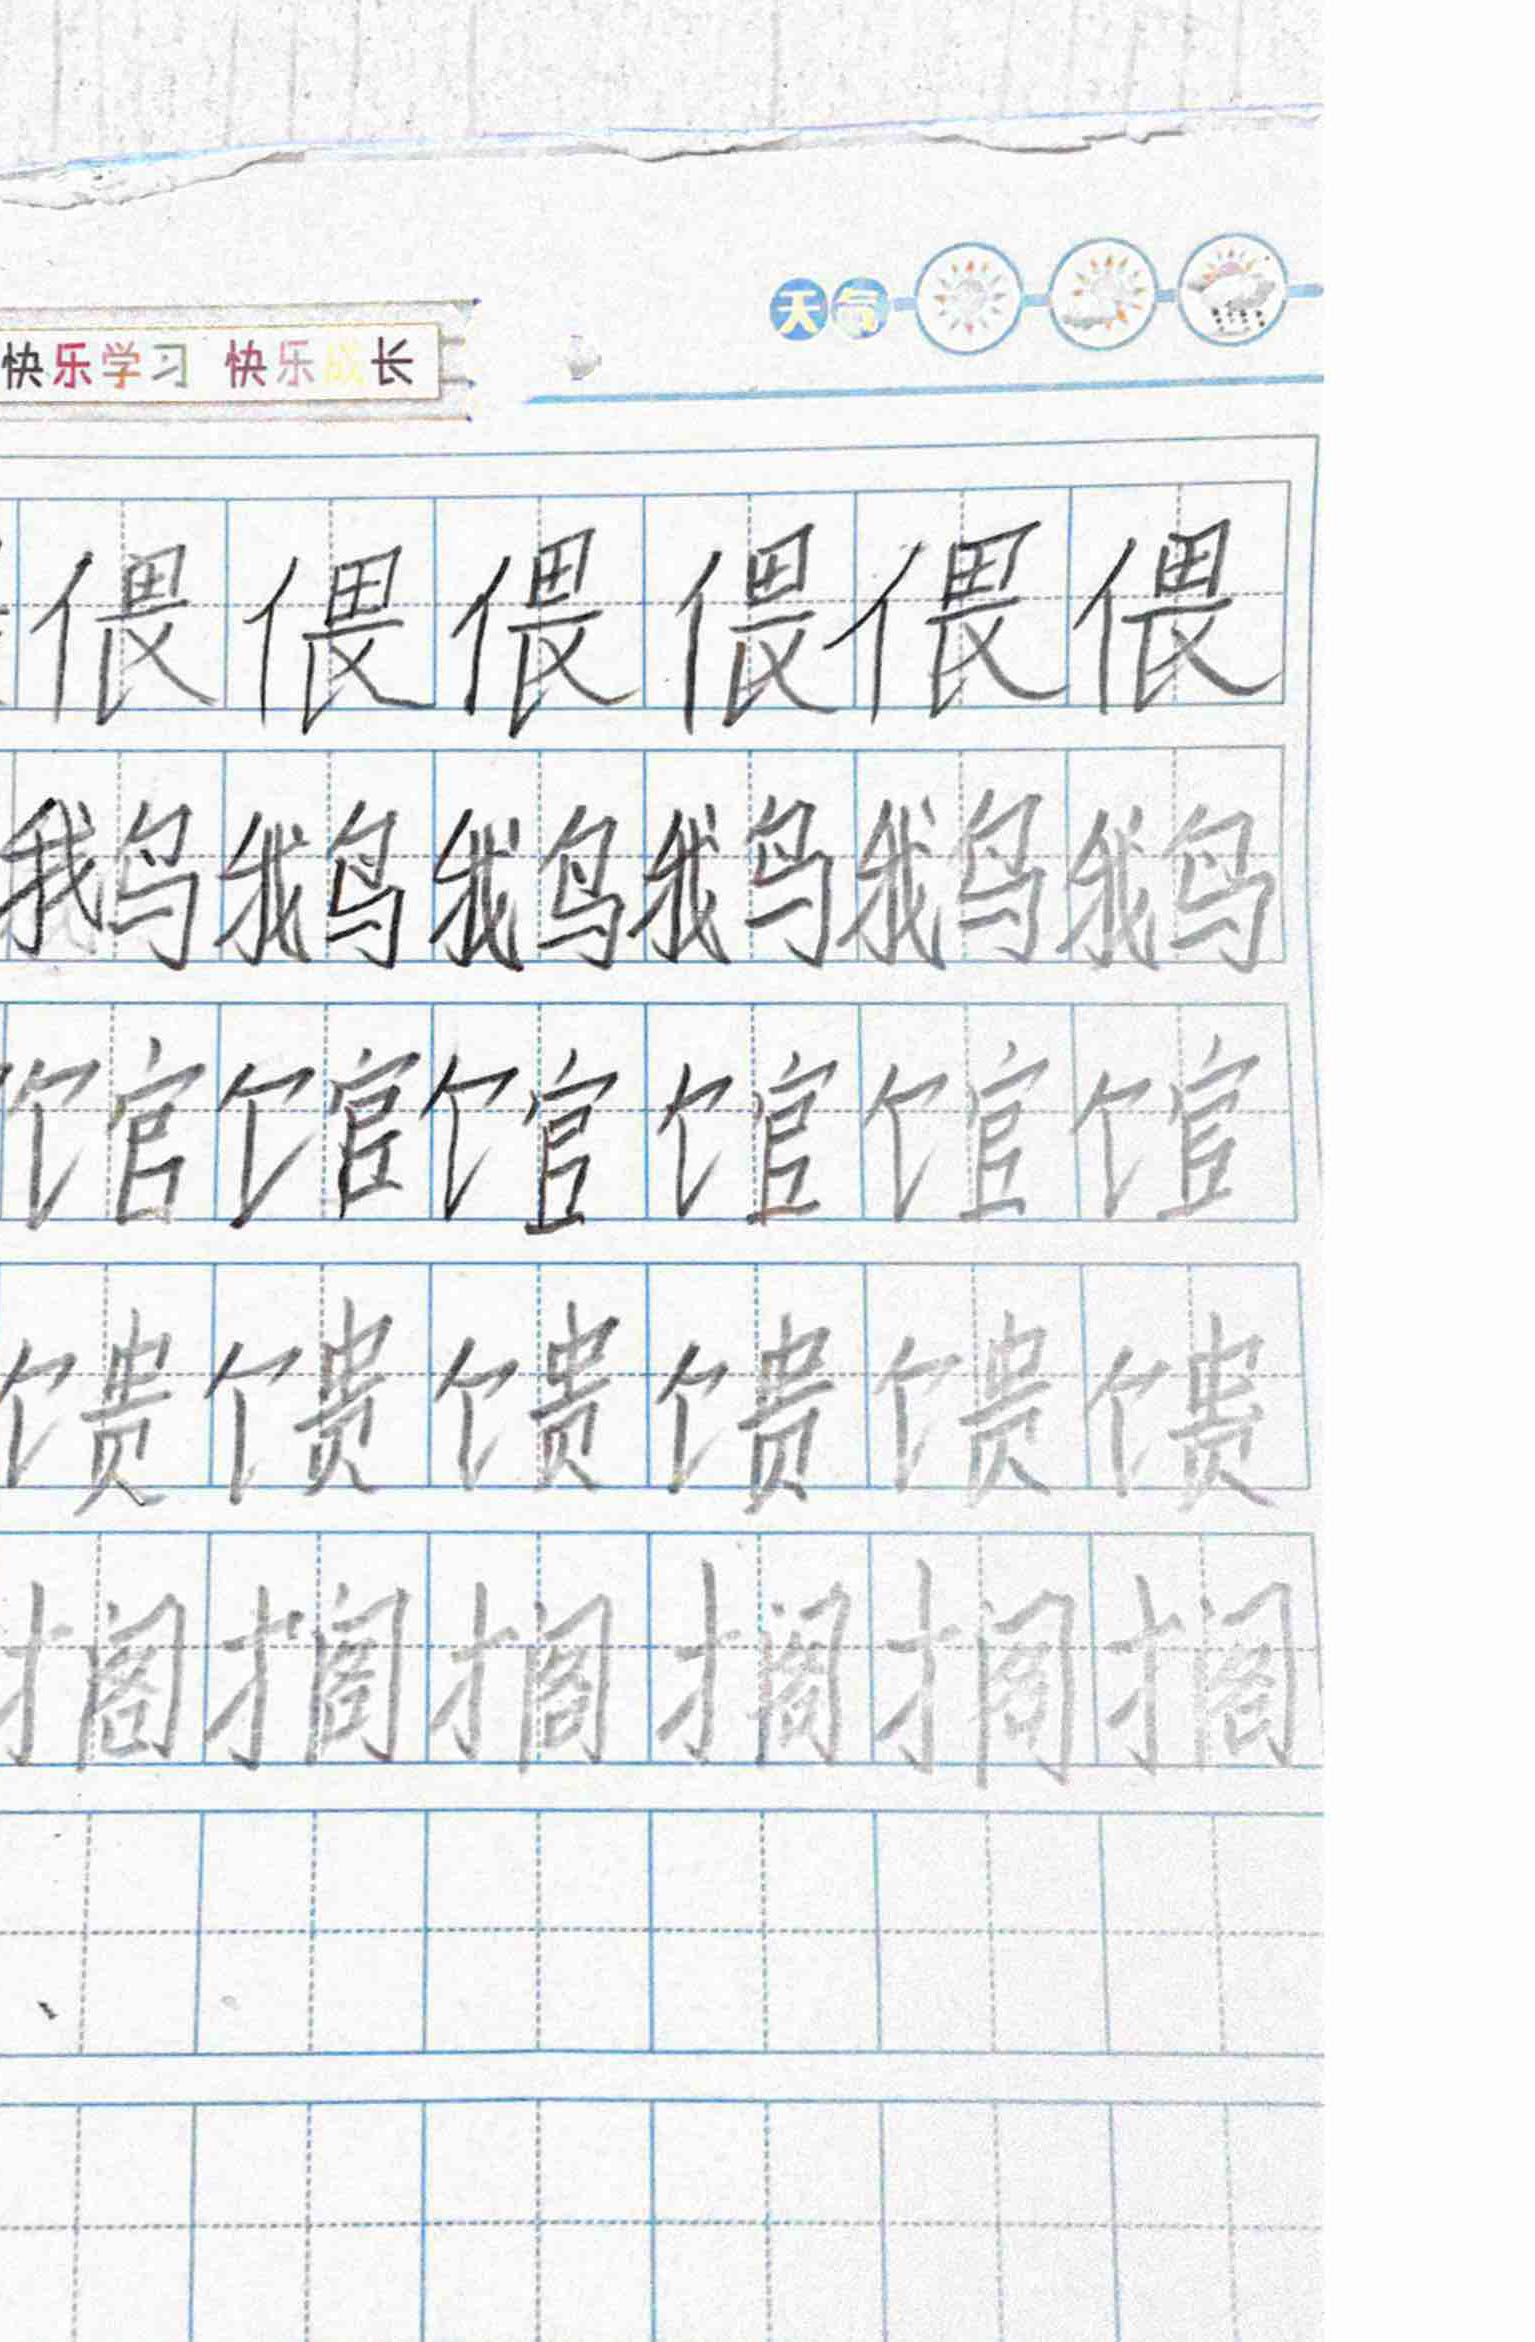 天气
快乐学习 快乐成长
偎 偎 偎 偎 偎 偎
鹅 鹅 鹅 鹅 鹅 鹅
馆 馆 馆 馆 馆 馆
馈 馈 馈 馈 馈 馈
搁 搁 搁 搁 搁 搁